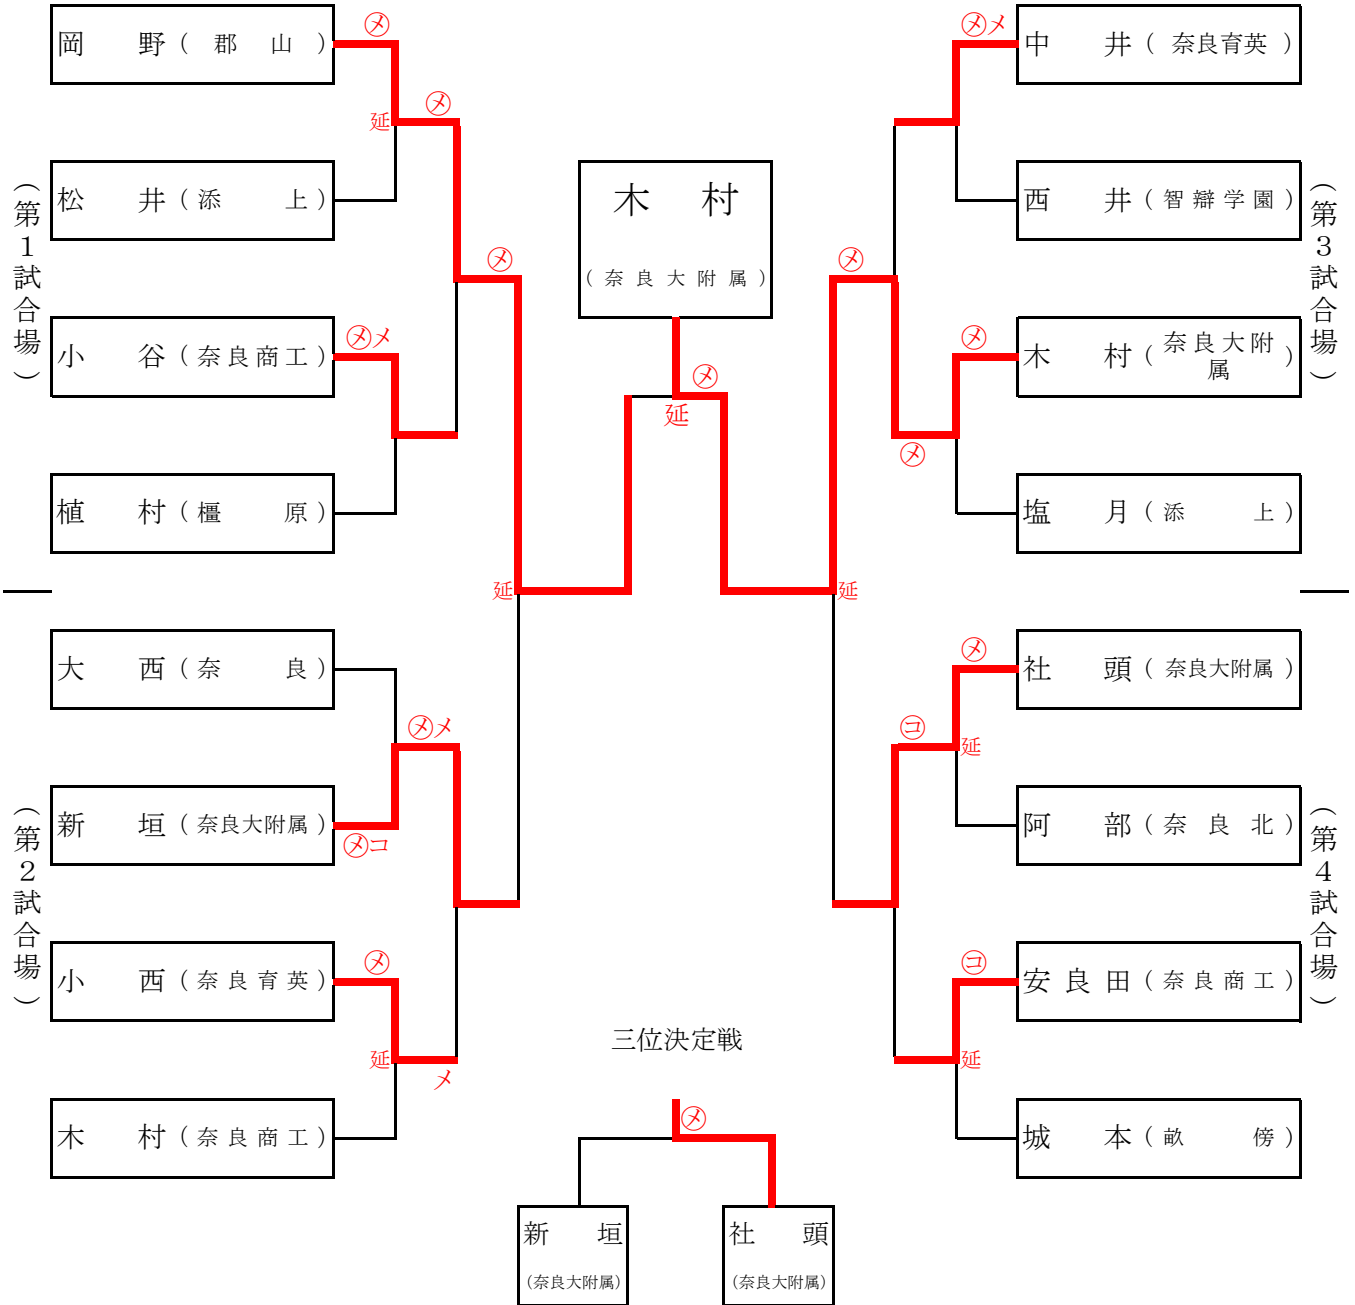 ㋱
岡野(郡山)
㋱
延
松井(添上)
(第1試合場)
㋱
㋱メ
小谷(奈良商工)
植村(橿原)
延
大西(奈良)
㋱メ
新垣(奈良大附属)
㋱コ
(第2試合場)
㋱
小西(奈良育英)
延
メ
木村(奈良商工)
木村
(奈良大附属)
㋱
延
㋱メ
中井(奈良育英)
西井(智辯学園)
(第3試合場)
㋱
㋱
木村(奈良大附
属)
㋱
塩月(添上)
延
㋱
社頭(奈良大附属)
㋙
延
阿部(奈良北)
(第4試合場)
㋙
安良田(奈良商工)
延
城本(畝傍)
三位決定戦
㋱
新垣
(奈良大附属)
社頭
(奈良大附属)